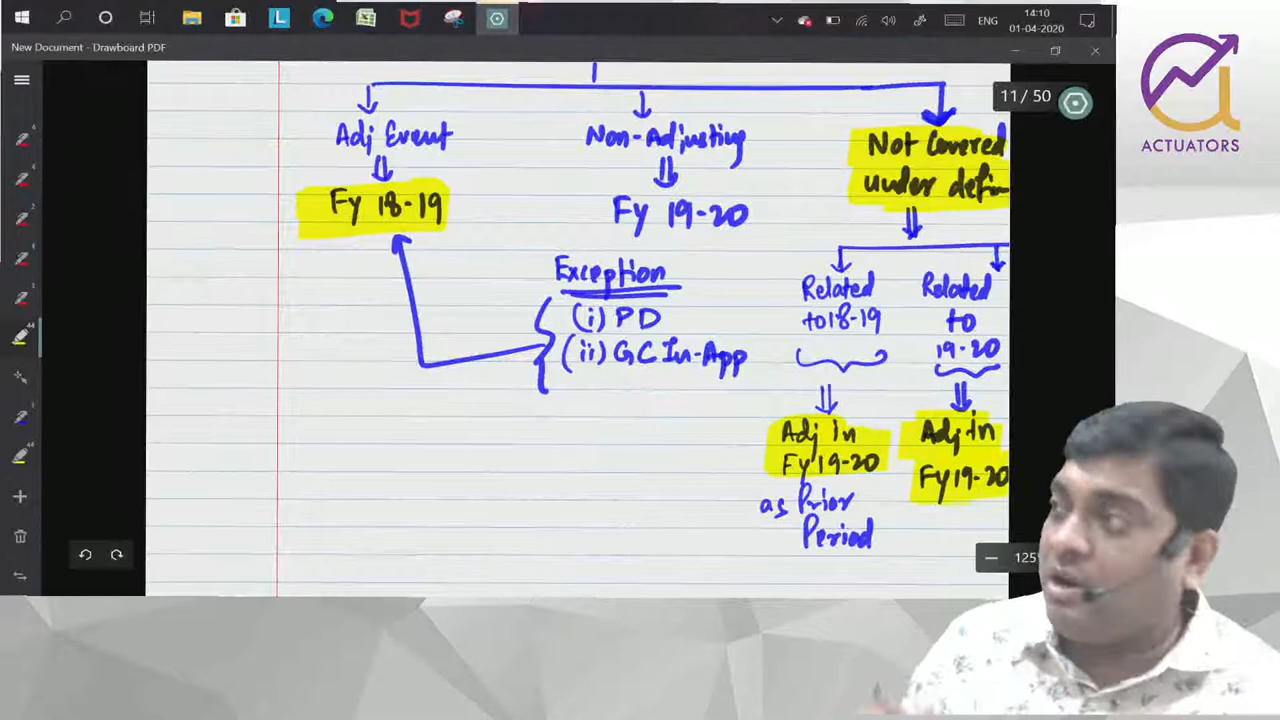 14:10
ENG
01-04-2020
New Document - Drawboard PDF
11 / 50
ACTUATORS
Adj Event
Non-Adjusting
Not Covered
under defin
Fy 18-19
Fy 19-20
Exception
(i) PD
(ii) GC In-App
Related
to 18-19
Related
to
19-20
Adj in
Fy 19-20
as Prior
Period
Adj in
Fy 19-20
125%